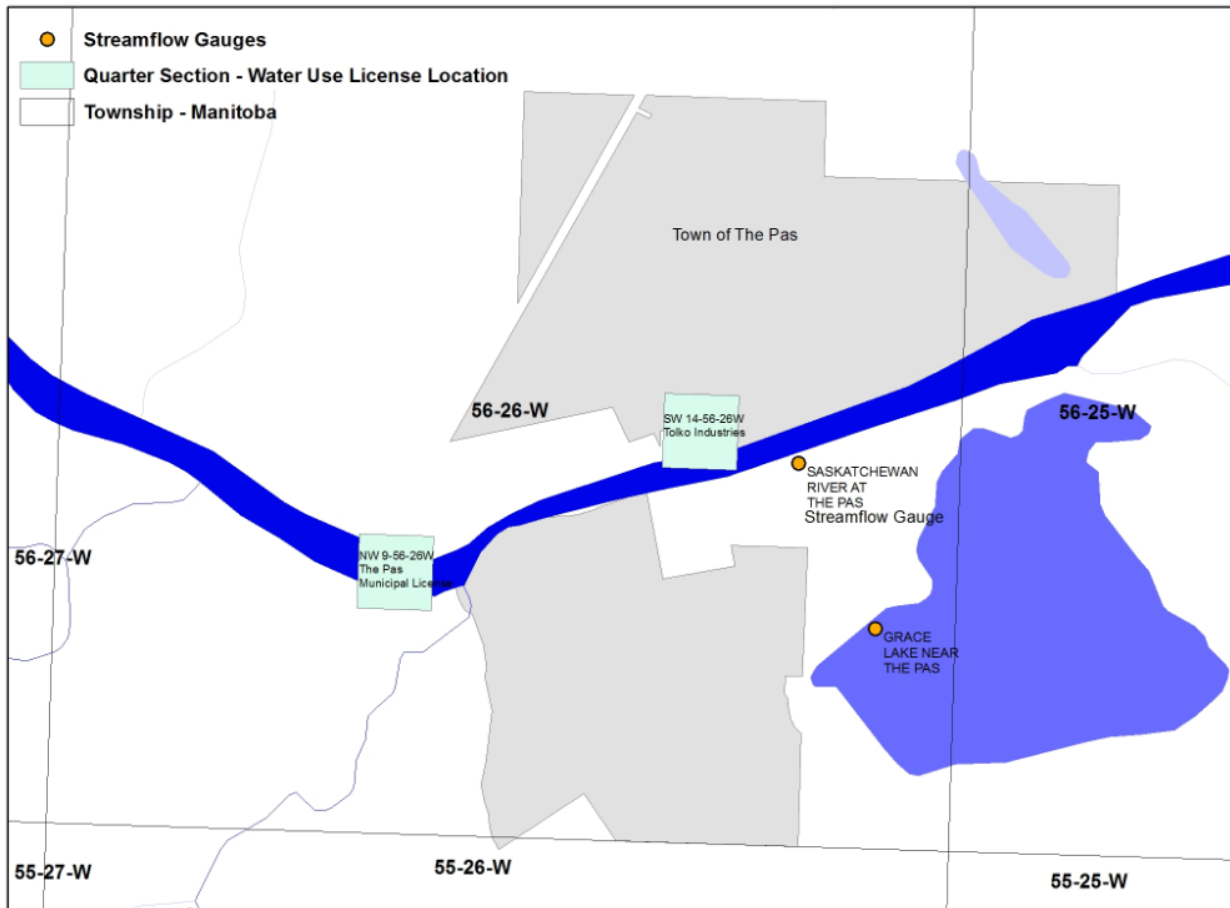 Streamflow Gauges
Quarter Section - Water Use License Location
Township - Manitoba
Town of The Pas
56-26-W
56-25-W
SW 14-56-26W
Tolko Industries
SASKATCHEWAN
RIVER AT
THE PAS
Streamflow Gauge
56-27-W
NW 9-56-26W
The Pas
Municipal License
GRACE
LAKE NEAR
THE PAS
55-27-W
55-26-W
55-25-W